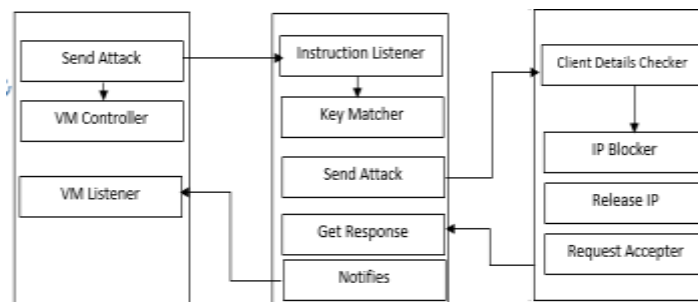 Send Attack
VM Controller
VM Listener
Instruction Listener
Key Matcher
Send Attack
Get Response
Notifies
Client Details Checker
IP Blocker
Release IP
Request Accepter